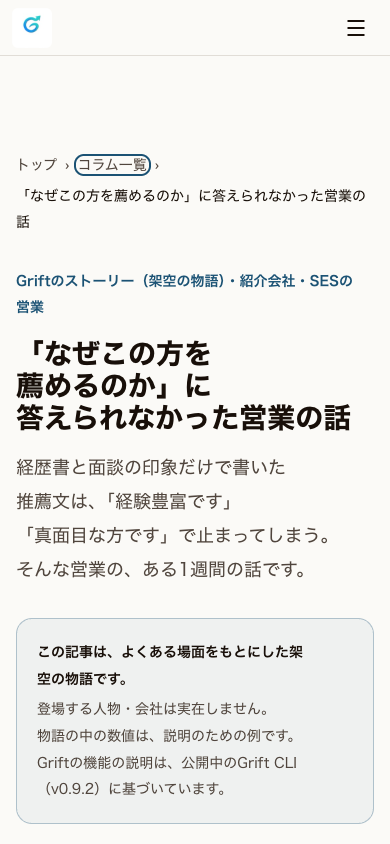 トップ › コラム一覧 ›
「なぜこの方を薦めるのか」に答えられなかった営業の
話
Griftのストーリー（架空の物語）・紹介会社・SESの
営業
「なぜこの方を
薦めるのか」に
答えられなかった営業の話
経歴書と面談の印象だけで書いた
推薦文は、「経験豊富です」
「真面目な方です」で止まってしまう。
そんな営業の、ある1週間の話です。
この記事は、よくある場面をもとにした架
空の物語です。
登場する人物・会社は実在しません。
物語の中の数値は、説明のための例です。
Griftの機能の説明は、公開中のGrift CLI
（v0.9.2）に基づいています。